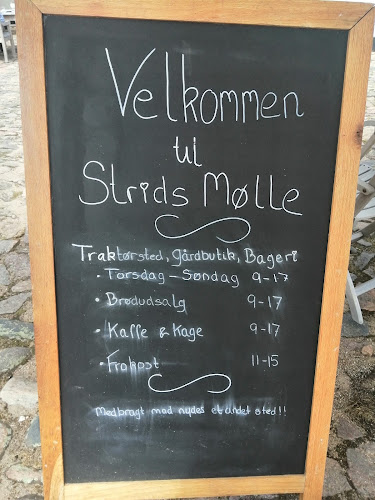 Velkommen
til
Strids Mølle
Traktørsted, gårdbutik, Bageri
• Torsdag – Søndag 9-17
• Brødudsalg 9-17
• Kaffe & Kage 9-17
• Frokost 11-15
Medbragt mad nydes et andet sted!!